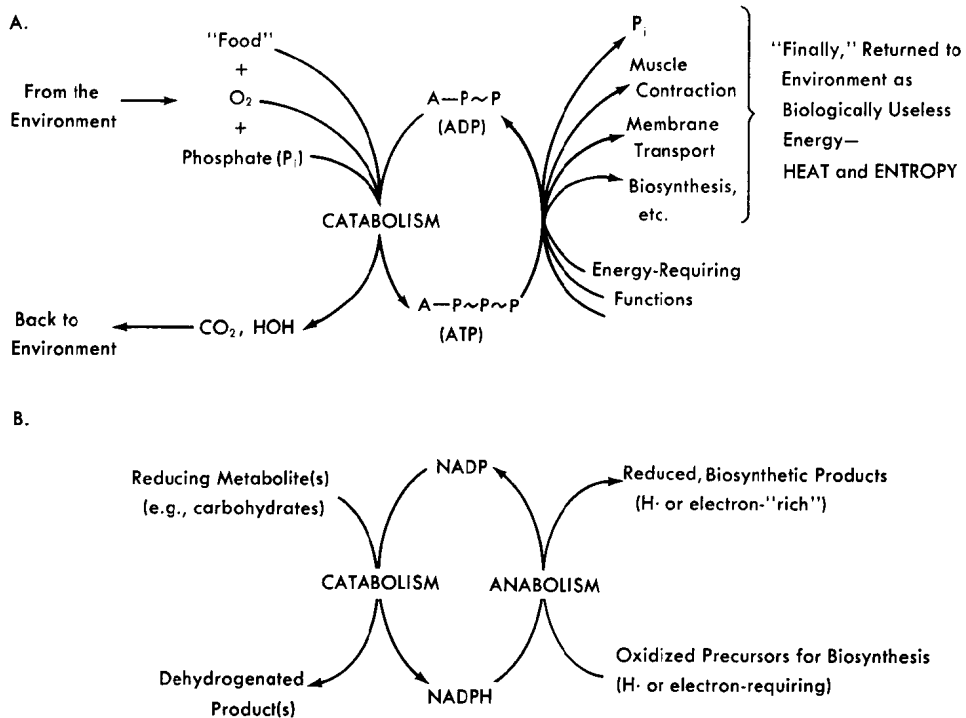 A.
"Food"
+
O₂
+
Phosphate (Pᵢ)
From the
Environment
A—P~P
(ADP)
CATABOLISM
A—P~P~P
(ATP)
CO₂, HOH
Back to
Environment
Pᵢ
Muscle
Contraction
Membrane
Transport
Biosynthesis,
etc.
Energy-Requiring
Functions
"Finally," Returned to
Environment as
Biologically Useless
Energy—
HEAT and ENTROPY
B.
Reducing Metabolite(s)
(e.g., carbohydrates)
NADP
Reduced, Biosynthetic Products
(H· or electron-"rich")
CATABOLISM
ANABOLISM
Dehydrogenated
Product(s)
NADPH
Oxidized Precursors for Biosynthesis
(H· or electron-requiring)